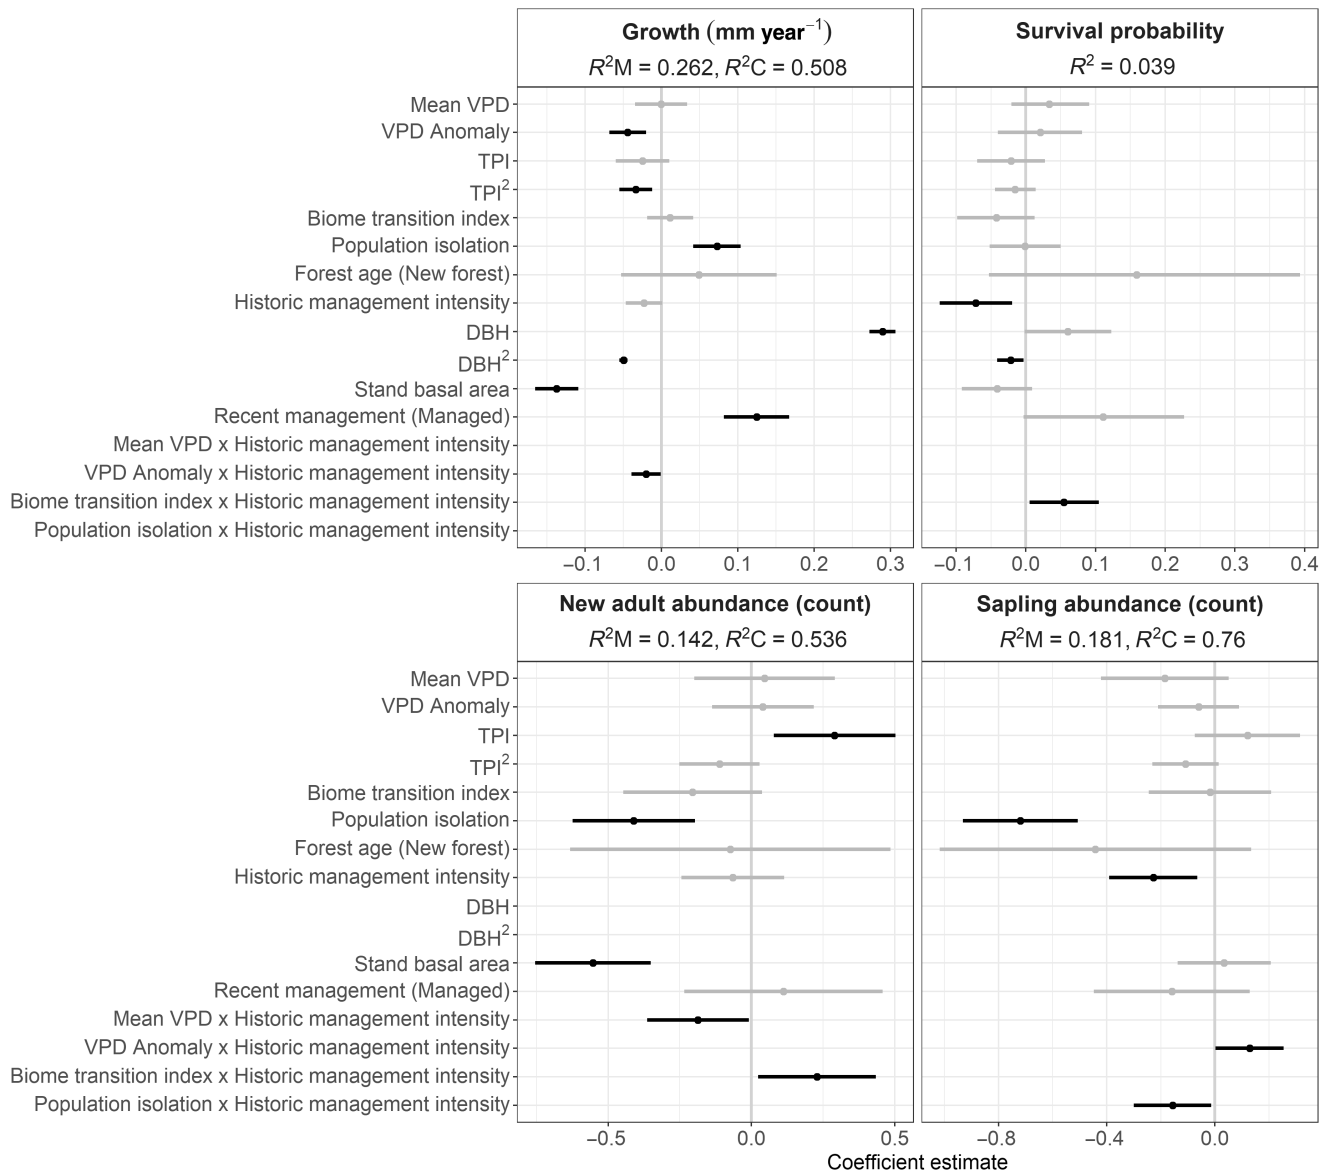 Growth (mm year⁻¹)
R²M = 0.262, R²C = 0.508
Survival probability
R² = 0.039
Mean VPD
VPD Anomaly
TPI
TPI²
Biome transition index
Population isolation
Forest age (New forest)
Historic management intensity
DBH
DBH²
Stand basal area
Recent management (Managed)
Mean VPD x Historic management intensity
VPD Anomaly x Historic management intensity
Biome transition index x Historic management intensity
Population isolation x Historic management intensity
−0.1 0.0 0.1 0.2 0.3
−0.1 0.0 0.1 0.2 0.3 0.4
New adult abundance (count)
R²M = 0.142, R²C = 0.536
Sapling abundance (count)
R²M = 0.181, R²C = 0.76
Mean VPD
VPD Anomaly
TPI
TPI²
Biome transition index
Population isolation
Forest age (New forest)
Historic management intensity
DBH
DBH²
Stand basal area
Recent management (Managed)
Mean VPD x Historic management intensity
VPD Anomaly x Historic management intensity
Biome transition index x Historic management intensity
Population isolation x Historic management intensity
−0.5 0.0 0.5
−0.8 −0.4 0.0
Coefficient estimate